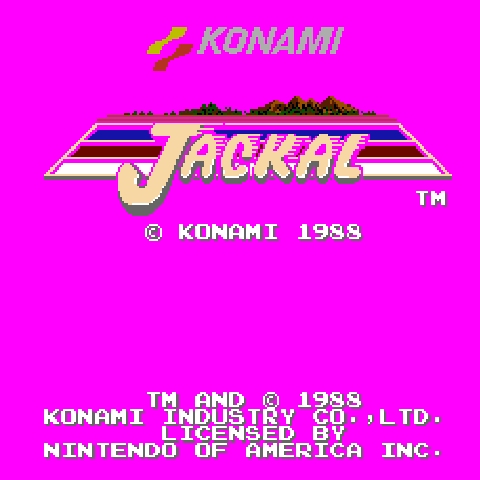 KONAMI
JACKAL
TM
© KONAMI 1988
TM AND © 1988
KONAMI INDUSTRY CO.,LTD.
LICENSED BY
NINTENDO OF AMERICA INC.